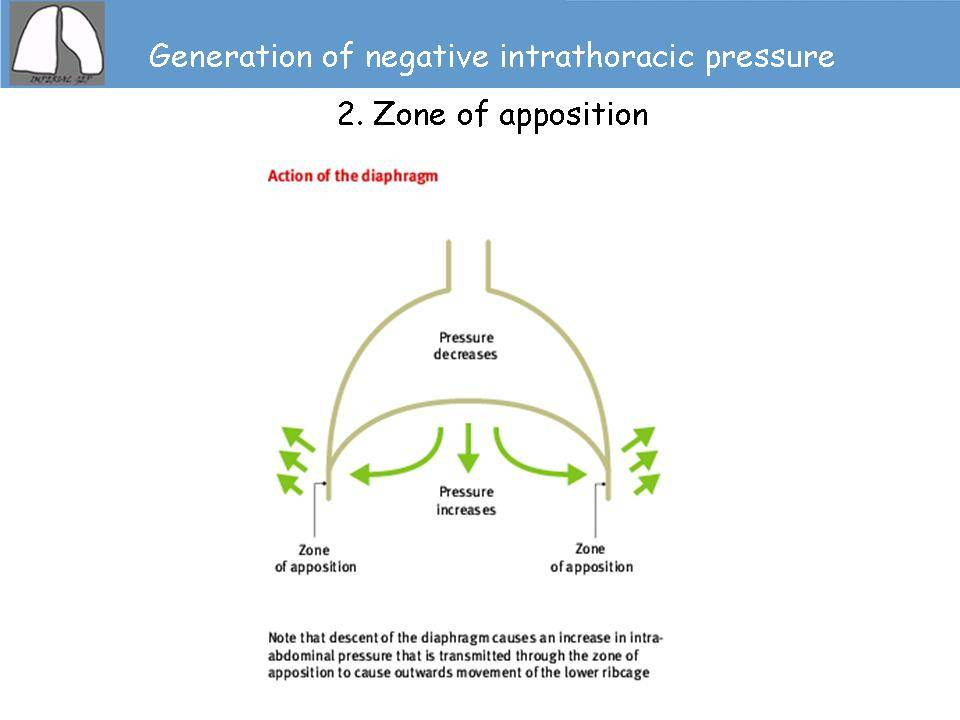 IMPERIAL SEP
Generation of negative intrathoracic pressure
2. Zone of apposition
Action of the diaphragm
Pressure
decreases
Pressure
increases
Zone
of apposition
Zone
of apposition
Note that descent of the diaphragm causes an increase in intra-
abdominal pressure that is transmitted through the zone of
apposition to cause outwards movement of the lower ribcage